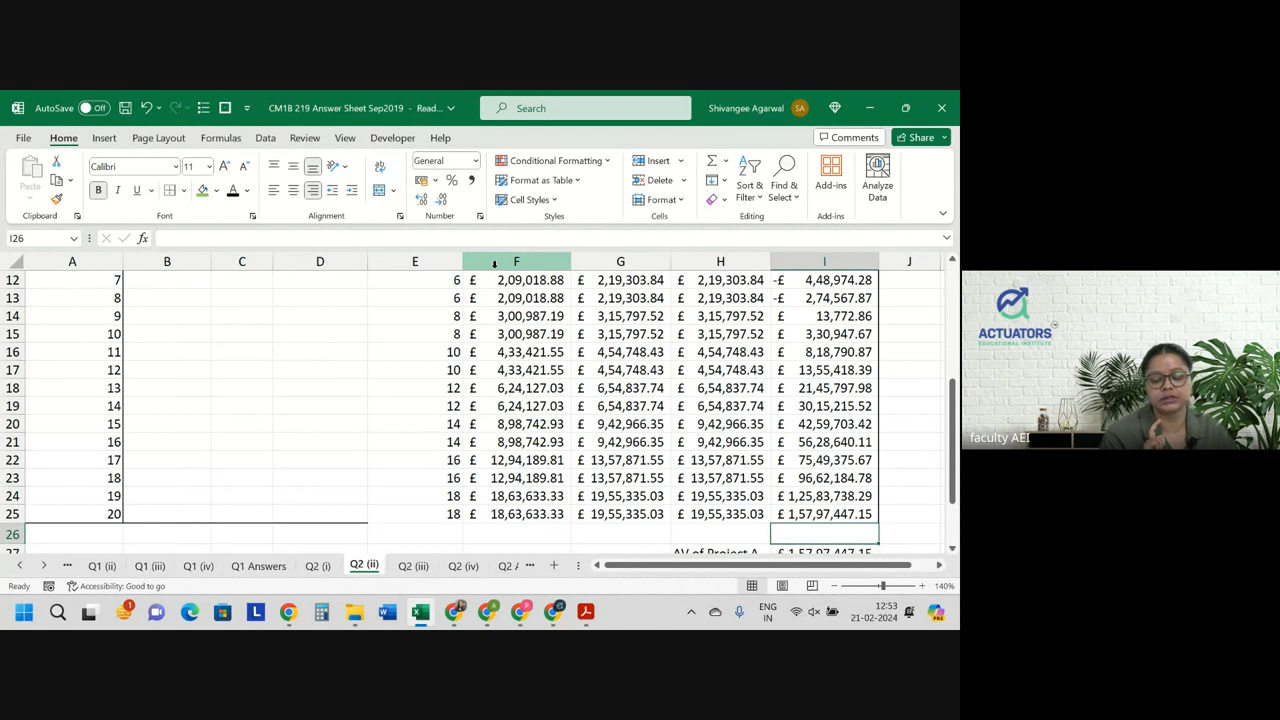 AutoSave Off CM1B 219 Answer Sheet Sep2019 - Read... Search Shivangee Agarwal SA
File Home Insert Page Layout Formulas Data Review View Developer Help Comments Share
Paste Calibri 11 General Conditional Formatting Insert Sort & Filter Find & Select Add-ins Analyze Data
Format as Table Delete
B I U A % Cell Styles Format
Clipboard Font Alignment Number Styles Cells Editing Add-ins
I26 fx
A B C D E F G H I J
12 7 6 £ 2,09,018.88 £ 2,19,303.84 £ 2,19,303.84 -£ 4,48,974.28
13 8 6 £ 2,09,018.88 £ 2,19,303.84 £ 2,19,303.84 -£ 2,74,567.87
14 9 8 £ 3,00,987.19 £ 3,15,797.52 £ 3,15,797.52 £ 13,772.86
15 10 8 £ 3,00,987.19 £ 3,15,797.52 £ 3,15,797.52 £ 3,30,947.67
16 11 10 £ 4,33,421.55 £ 4,54,748.43 £ 4,54,748.43 £ 8,18,790.87
17 12 10 £ 4,33,421.55 £ 4,54,748.43 £ 4,54,748.43 £ 13,55,418.39
18 13 12 £ 6,24,127.03 £ 6,54,837.74 £ 6,54,837.74 £ 21,45,797.98
19 14 12 £ 6,24,127.03 £ 6,54,837.74 £ 6,54,837.74 £ 30,15,215.52
20 15 14 £ 8,98,742.93 £ 9,42,966.35 £ 9,42,966.35 £ 42,59,703.42
21 16 14 £ 8,98,742.93 £ 9,42,966.35 £ 9,42,966.35 £ 56,28,640.11
22 17 16 £ 12,94,189.81 £ 13,57,871.55 £ 13,57,871.55 £ 75,49,375.67
23 18 16 £ 12,94,189.81 £ 13,57,871.55 £ 13,57,871.55 £ 96,62,184.78
24 19 18 £ 18,63,633.33 £ 19,55,335.03 £ 19,55,335.03 £ 1,25,83,738.29
25 20 18 £ 18,63,633.33 £ 19,55,335.03 £ 19,55,335.03 £ 1,57,97,447.15
26
27 AV of Project A £ 1,57,97,447.15
Q1 (ii) Q1 (iii) Q1 (iv) Q1 Answers Q2 (i) Q2 (ii) Q2 (iii) Q2 (iv) Q2 A ...
Ready Accessibility: Good to go 140%
ENG IN 12:53 21-02-2024
ACTUATORS
EDUCATIONAL INSTITUTE
faculty AEI